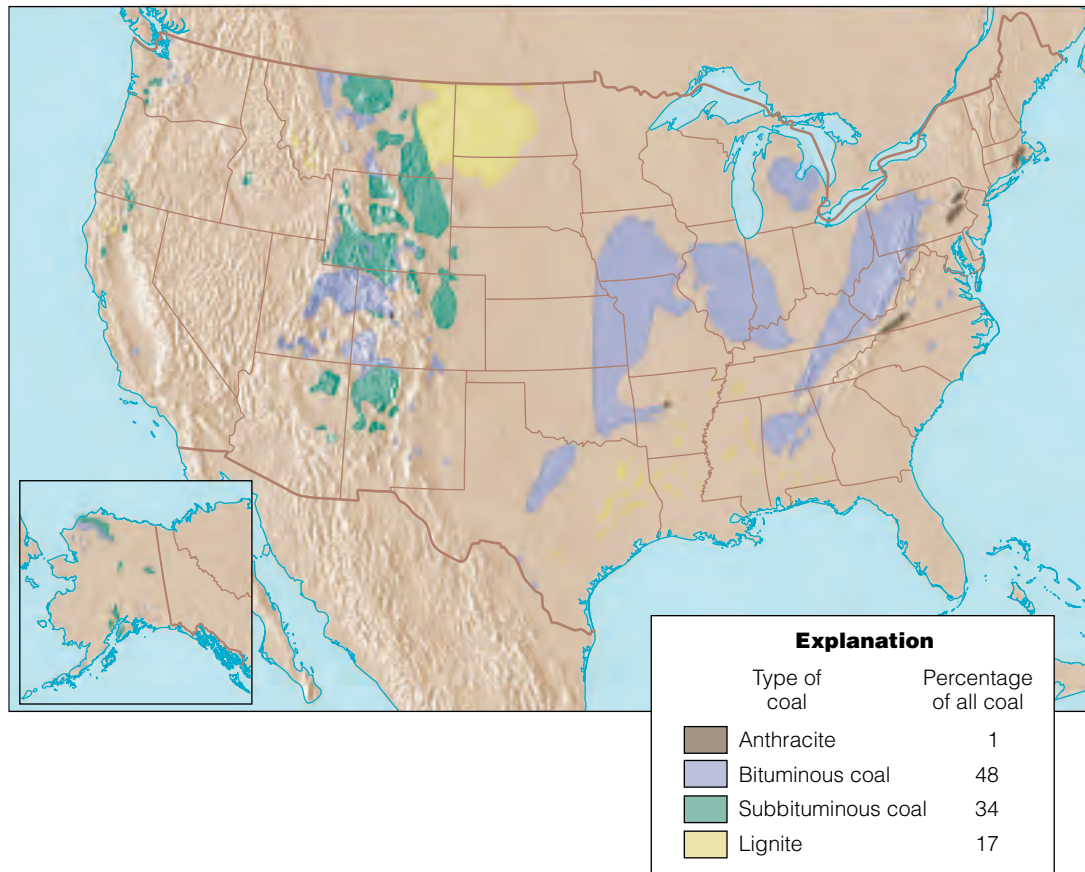 Explanation
Type of Percentage
coal of all coal
Anthracite 1
Bituminous coal 48
Subbituminous coal 34
Lignite 17